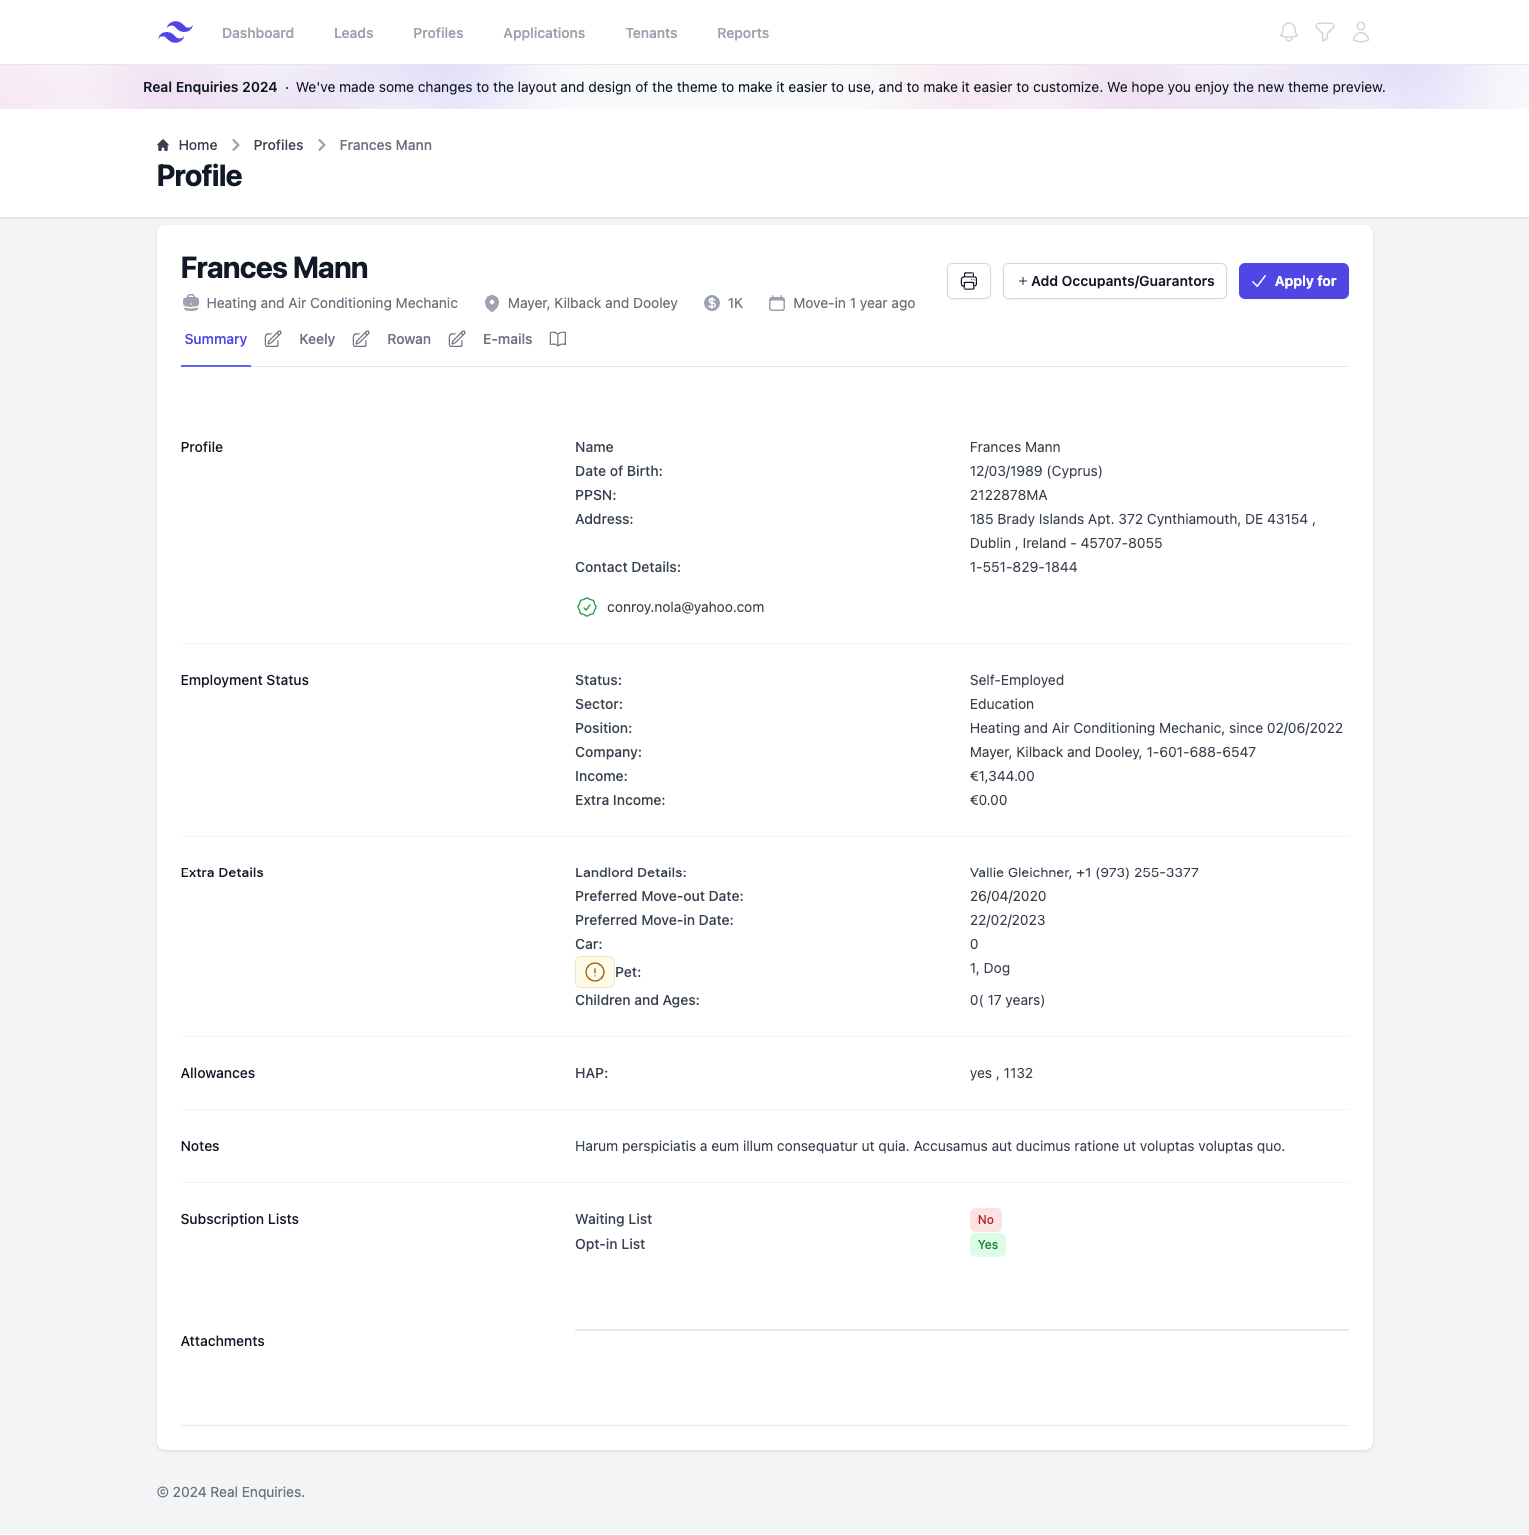 Dashboard Leads Profiles Applications Tenants Reports
Real Enquiries 2024 · We've made some changes to the layout and design of the theme to make it easier to use, and to make it easier to customize. We hope you enjoy the new theme preview.
Home Profiles Frances Mann
Profile
Frances Mann
Heating and Air Conditioning Mechanic Mayer, Kilback and Dooley 1K Move-in 1 year ago
+ Add Occupants/Guarantors Apply for
Summary Keely Rowan E-mails
Profile
Name Frances Mann
Date of Birth: 12/03/1989 (Cyprus)
PPSN: 2122878MA
Address: 185 Brady Islands Apt. 372 Cynthiamouth, DE 43154 ,
Dublin , Ireland - 45707-8055
Contact Details: 1-551-829-1844
conroy.nola@yahoo.com
Employment Status
Status: Self-Employed
Sector: Education
Position: Heating and Air Conditioning Mechanic, since 02/06/2022
Company: Mayer, Kilback and Dooley, 1-601-688-6547
Income: €1,344.00
Extra Income: €0.00
Extra Details
Landlord Details: Vallie Gleichner, +1 (973) 255-3377
Preferred Move-out Date: 26/04/2020
Preferred Move-in Date: 22/02/2023
Car: 0
Pet: 1, Dog
Children and Ages: 0( 17 years)
Allowances
HAP: yes , 1132
Notes
Harum perspiciatis a eum illum consequatur ut quia. Accusamus aut ducimus ratione ut voluptas voluptas quo.
Subscription Lists
Waiting List No
Opt-in List Yes
Attachments
© 2024 Real Enquiries.